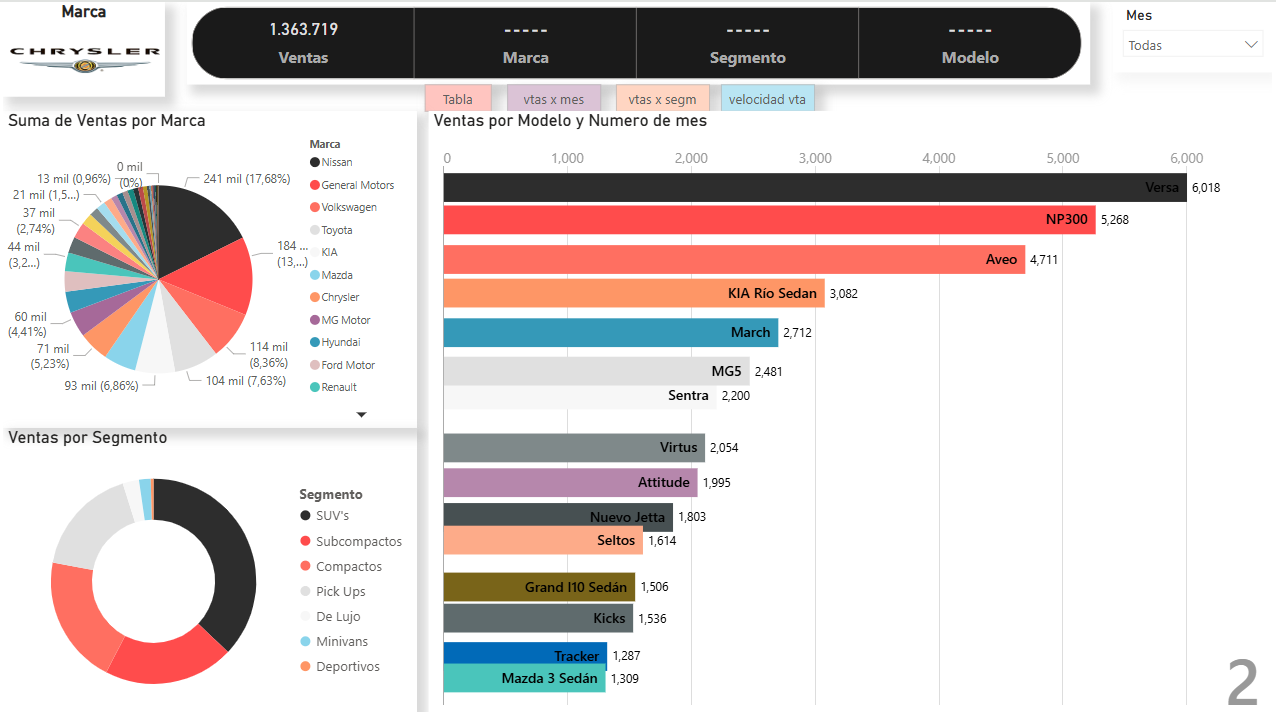 Marca
CHRYSLER
1.363.719
Ventas
-----
Marca
-----
Segmento
-----
Modelo
Mes
Todas
Tabla
vtas x mes
vtas x segm
velocidad vta
Suma de Ventas por Marca
0 mil
(0%)
13 mil (0,96%)
21 mil (1,5...)
37 mil
(2,74%)
44 mil
(3,2...)
60 mil
(4,41%)
71 mil
(5,23%)
93 mil (6,86%)
104 mil (7,63%)
114 mil
(8,36%)
184 ...
(13,...)
241 mil (17,68%)
Marca
Nissan
General Motors
Volkswagen
Toyota
KIA
Mazda
Chrysler
MG Motor
Hyundai
Ford Motor
Renault
Ventas por Segmento
Segmento
SUV's
Subcompactos
Compactos
Pick Ups
De Lujo
Minivans
Deportivos
Ventas por Modelo y Numero de mes
0 1,000 2,000 3,000 4,000 5,000 6,000
Versa 6,018
NP300 5,268
Aveo 4,711
KIA Río Sedan 3,082
March 2,712
MG5 2,481
Sentra 2,200
Virtus 2,054
Attitude 1,995
Nuevo Jetta 1,803
Seltos 1,614
Grand I10 Sedán 1,506
Kicks 1,536
Tracker 1,287
Mazda 3 Sedán 1,309
2